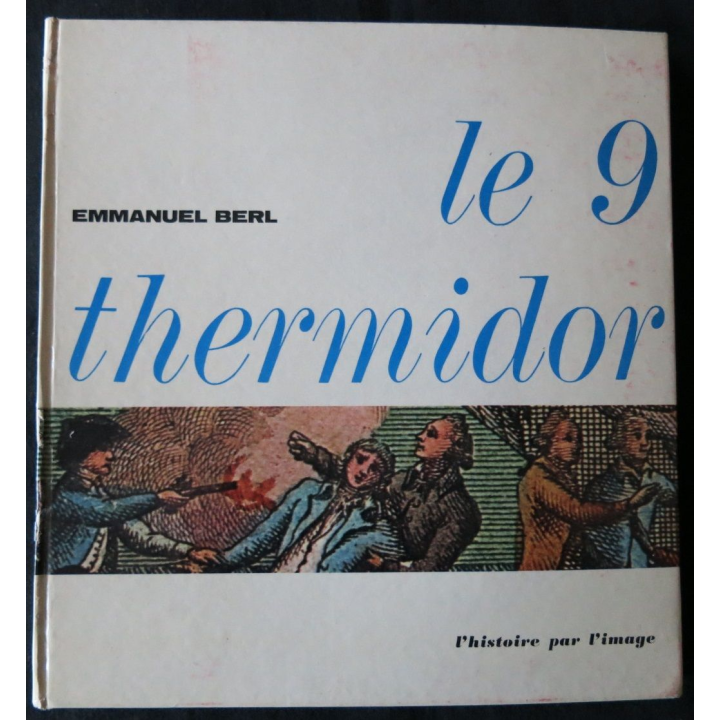 le 9
EMMANUEL BERL
thermidor
l'histoire par l'image